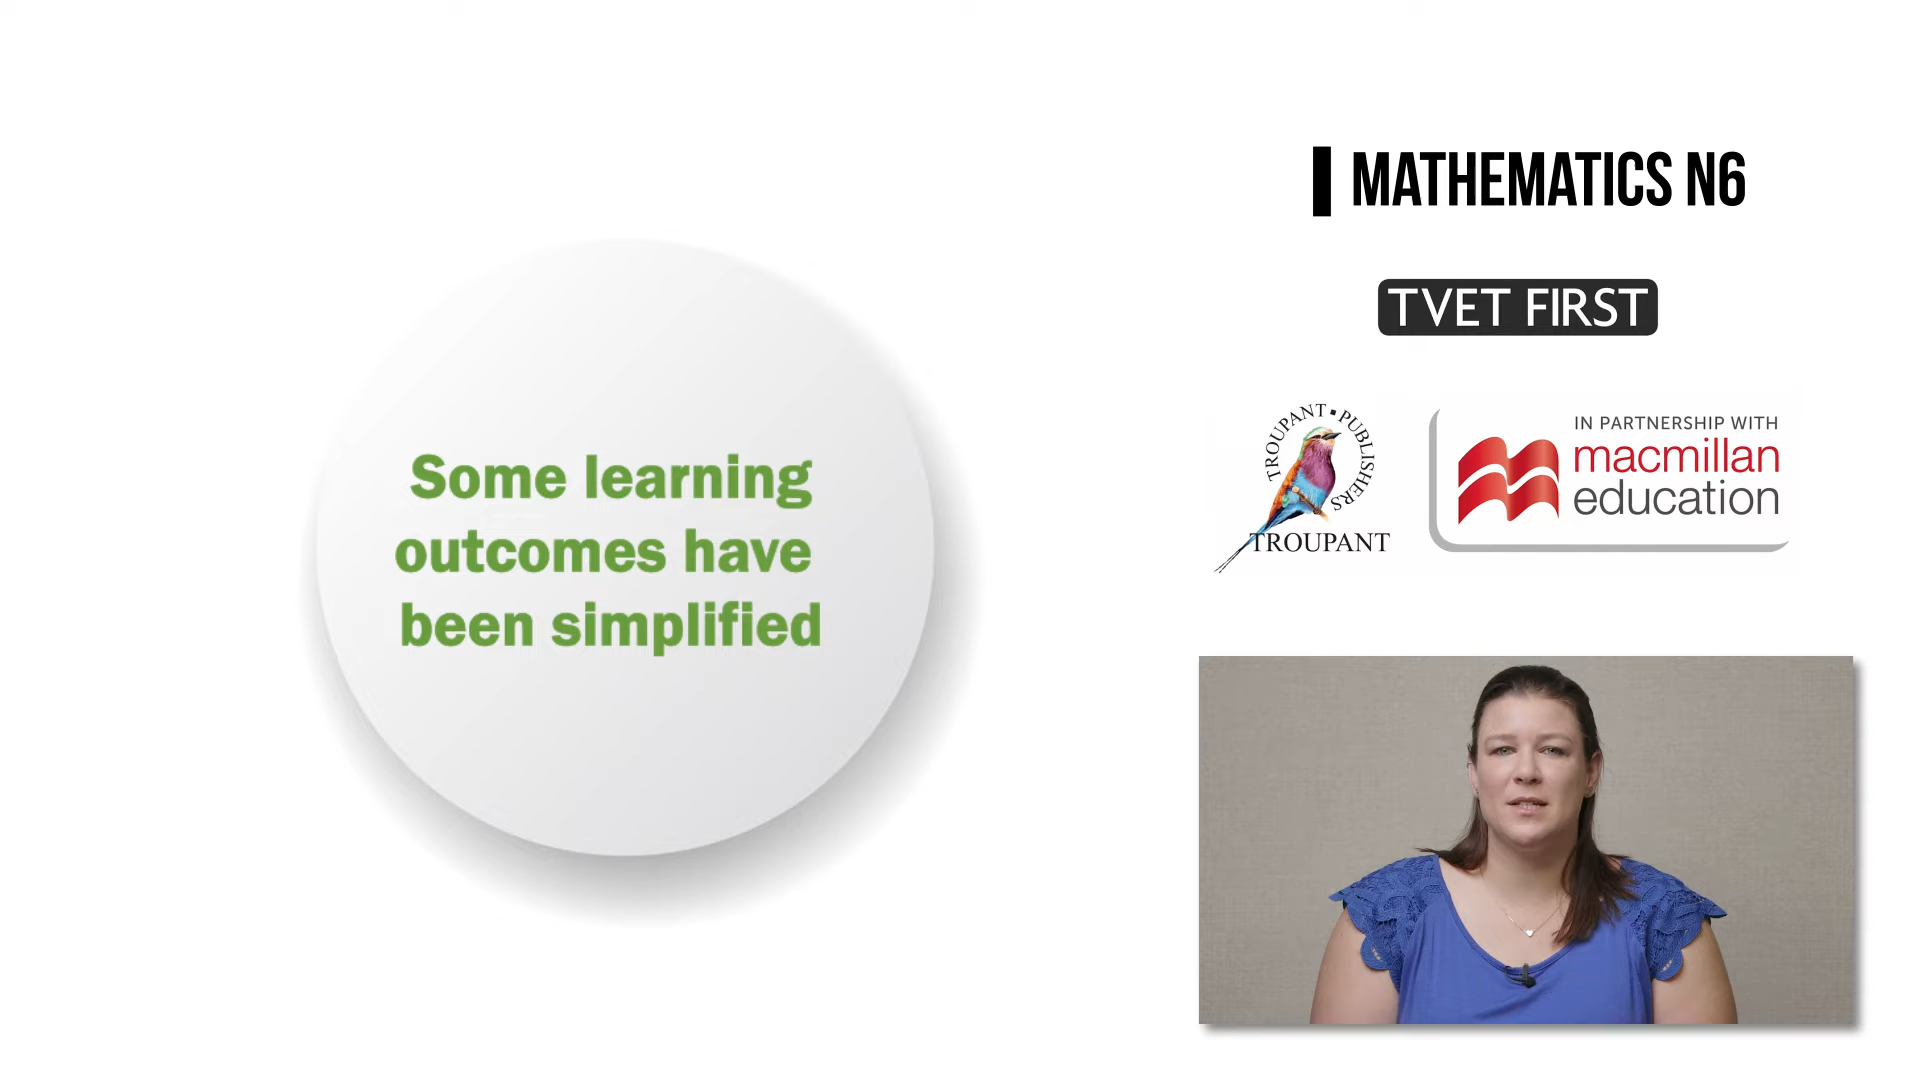 Some learning
outcomes have
been simplified
MATHEMATICS N6
TVET FIRST
TROUPANT ▪ PUBLISHERS
TROUPANT
IN PARTNERSHIP WITH
macmillan
education